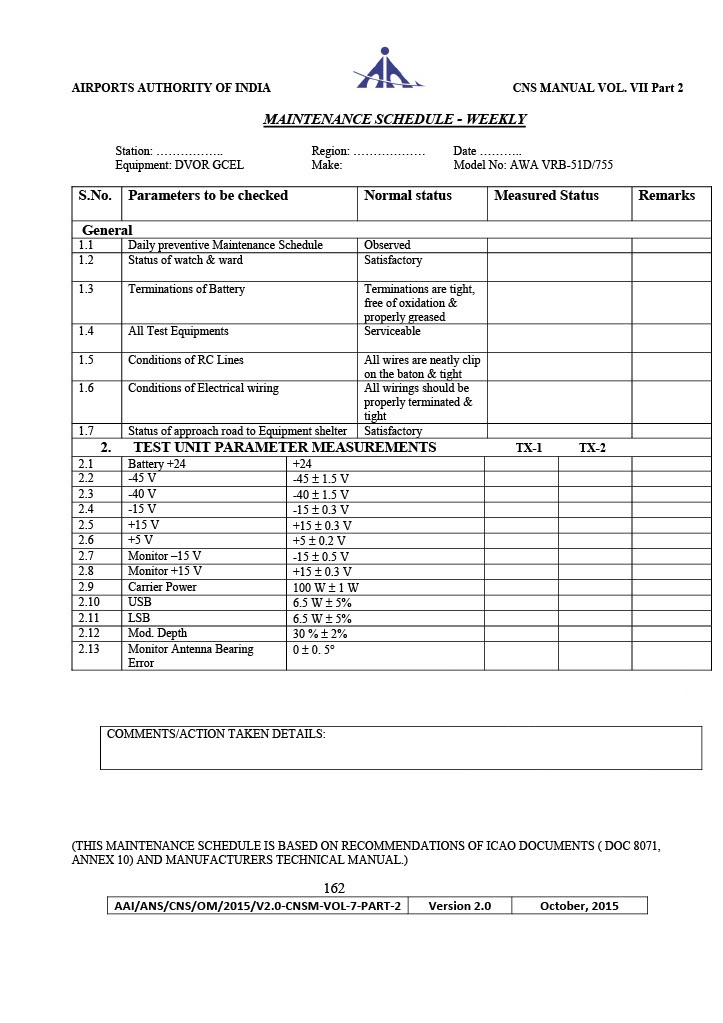 AIRPORTS AUTHORITY OF INDIA CNS MANUAL VOL. VII Part 2
MAINTENANCE SCHEDULE - WEEKLY
Station: ……………. Region: ……………… Date ………..
Equipment: DVOR GCEL Make: Model No: AWA VRB-51D/755
S.No. Parameters to be checked Normal status Measured Status Remarks
General
1.1 Daily preventive Maintenance Schedule Observed
1.2 Status of watch & ward Satisfactory
1.3 Terminations of Battery Terminations are tight,
free of oxidation &
properly greased
1.4 All Test Equipments Serviceable
1.5 Conditions of RC Lines All wires are neatly clip
on the baton & tight
1.6 Conditions of Electrical wiring All wirings should be
properly terminated &
tight
1.7 Status of approach road to Equipment shelter Satisfactory
2. TEST UNIT PARAMETER MEASUREMENTS TX-1 TX-2
2.1 Battery +24 +24
2.2 -45 V -45 ± 1.5 V
2.3 -40 V -40 ± 1.5 V
2.4 -15 V -15 ± 0.3 V
2.5 +15 V +15 ± 0.3 V
2.6 +5 V +5 ± 0.2 V
2.7 Monitor –15 V -15 ± 0.5 V
2.8 Monitor +15 V +15 ± 0.3 V
2.9 Carrier Power 100 W ± 1 W
2.10 USB 6.5 W ± 5%
2.11 LSB 6.5 W ± 5%
2.12 Mod. Depth 30 % ± 2%
2.13 Monitor Antenna Bearing 0 ± 0. 5º
Error
COMMENTS/ACTION TAKEN DETAILS:
(THIS MAINTENANCE SCHEDULE IS BASED ON RECOMMENDATIONS OF ICAO DOCUMENTS ( DOC 8071,
ANNEX 10) AND MANUFACTURERS TECHNICAL MANUAL.)
162
AAI/ANS/CNS/OM/2015/V2.0-CNSM-VOL-7-PART-2 Version 2.0 October, 2015